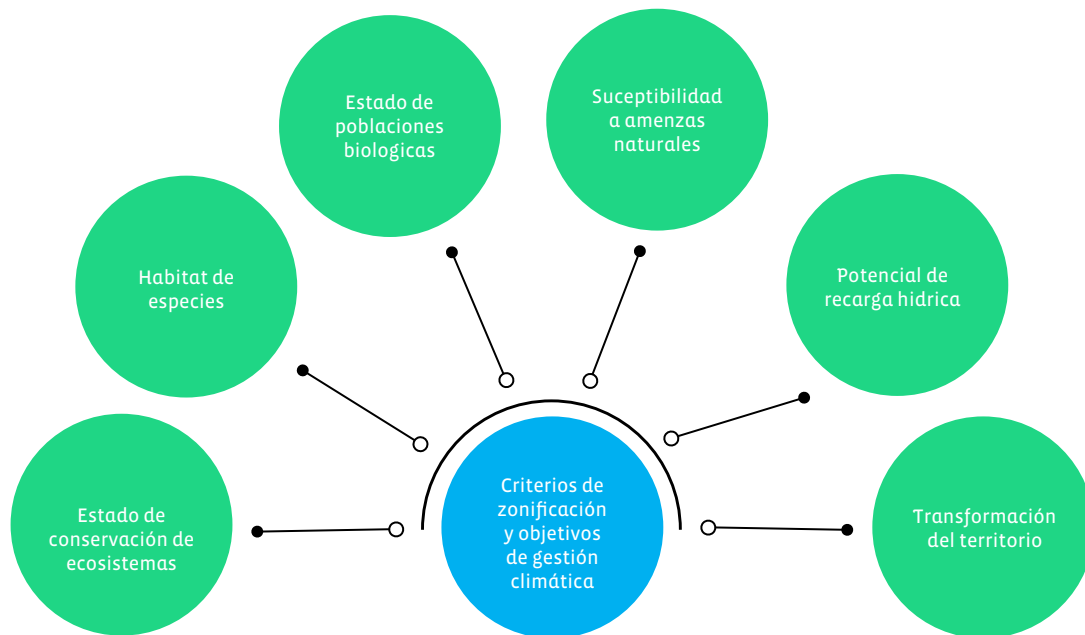 Estado de
poblaciones
biologicas
Suceptibilidad
a amenzas
naturales
Habitat de
especies
Potencial de
recarga hidrica
Estado de
conservación de
ecosistemas
Criterios de
zonificación
y objetivos
de gestión
climática
Transformación
del territorio